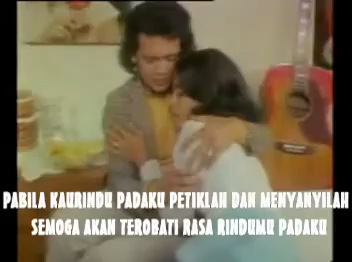 PABILA KAURINDU PADAKU PETIKLAH DAN MENYANYILAH
SEMOGA AKAN TEROBATI RASA RINDUMU PADAKU